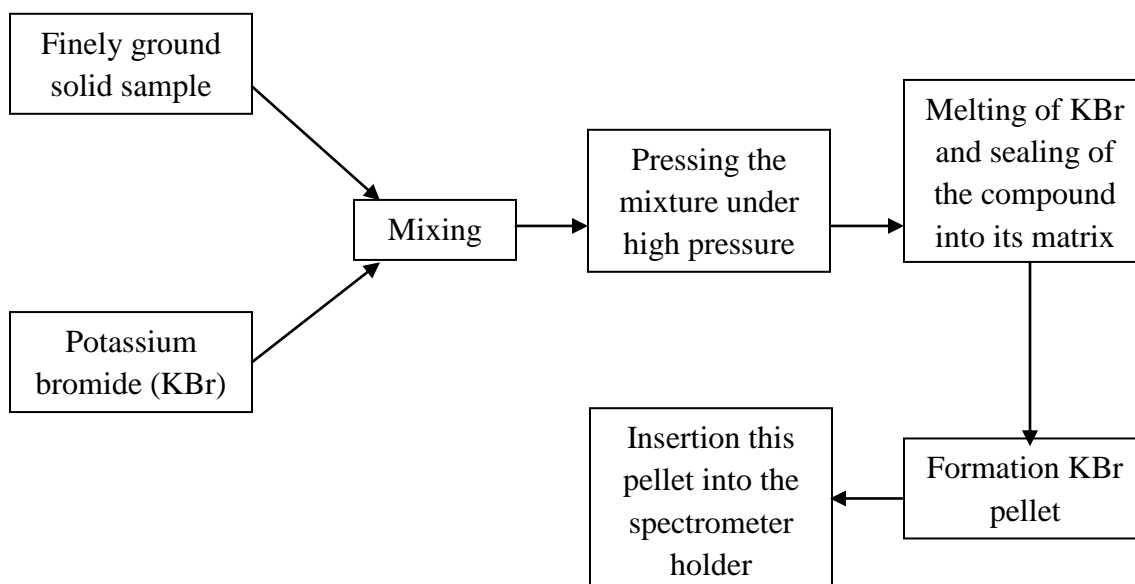 Finely ground
solid sample
Potassium
bromide (KBr)
Mixing
Pressing the
mixture under
high pressure
Melting of KBr
and sealing of
the compound
into its matrix
Formation KBr
pellet
Insertion this
pellet into the
spectrometer
holder